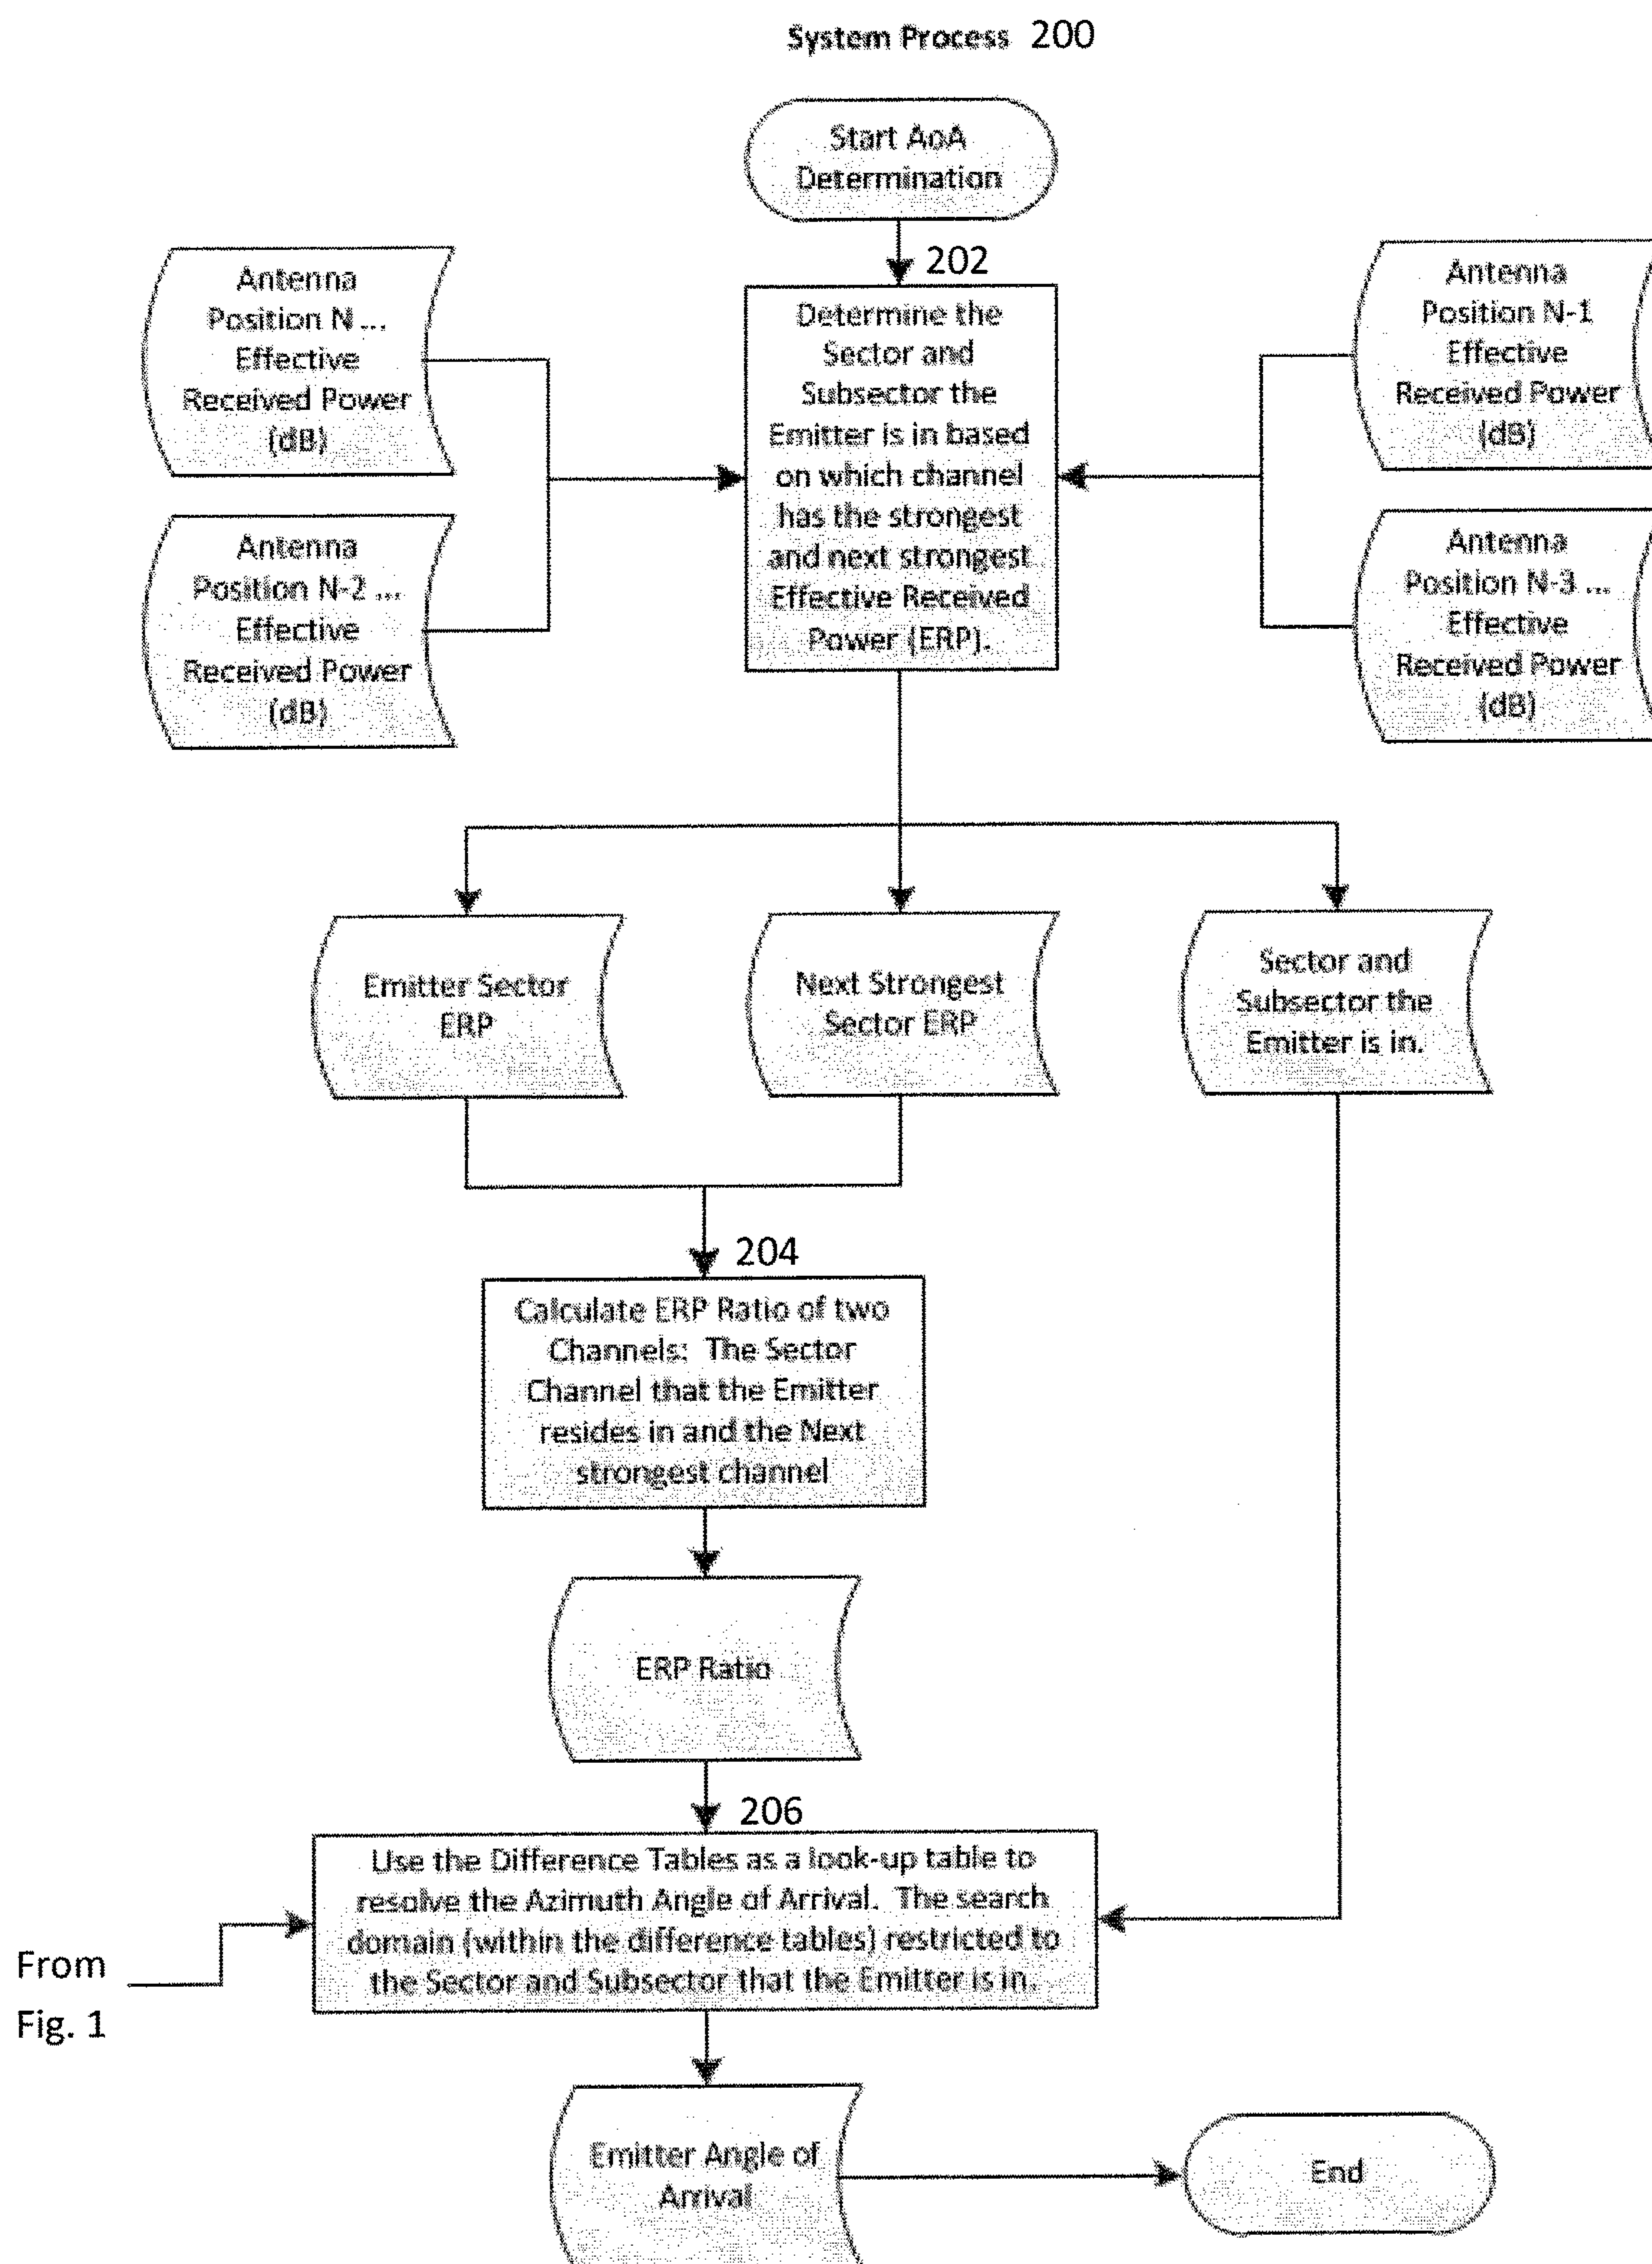 System Process 200
Start AoA
Determination
202
Antenna
Position N ...
Effective
Received Power
(dB)
Determine the
Sector and
Subsector the
Emitter is in based
on which channel
has the strongest
and next strongest
Effective Received
Power (ERP).
Antenna
Position N-1
Effective
Received Power
(dB)
Antenna
Position N-2 ...
Effective
Received Power
(dB)
Antenna
Position N-3 ...
Effective
Received Power
(dB)
Emitter Sector
ERP
Next Strongest
Sector ERP
Sector and
Subsector the
Emitter is in.
204
Calculate ERP Ratio of two
Channels: The Sector
Channel that the Emitter
resides in and the Next
strongest channel
ERP Ratio
206
Use the Difference Tables as a look-up table to
resolve the Azimuth Angle of Arrival. The search
domain (within the difference tables) restricted to
the Sector and Subsector that the Emitter is in.
From
Fig. 1
Emitter Angle of
Arrival
End